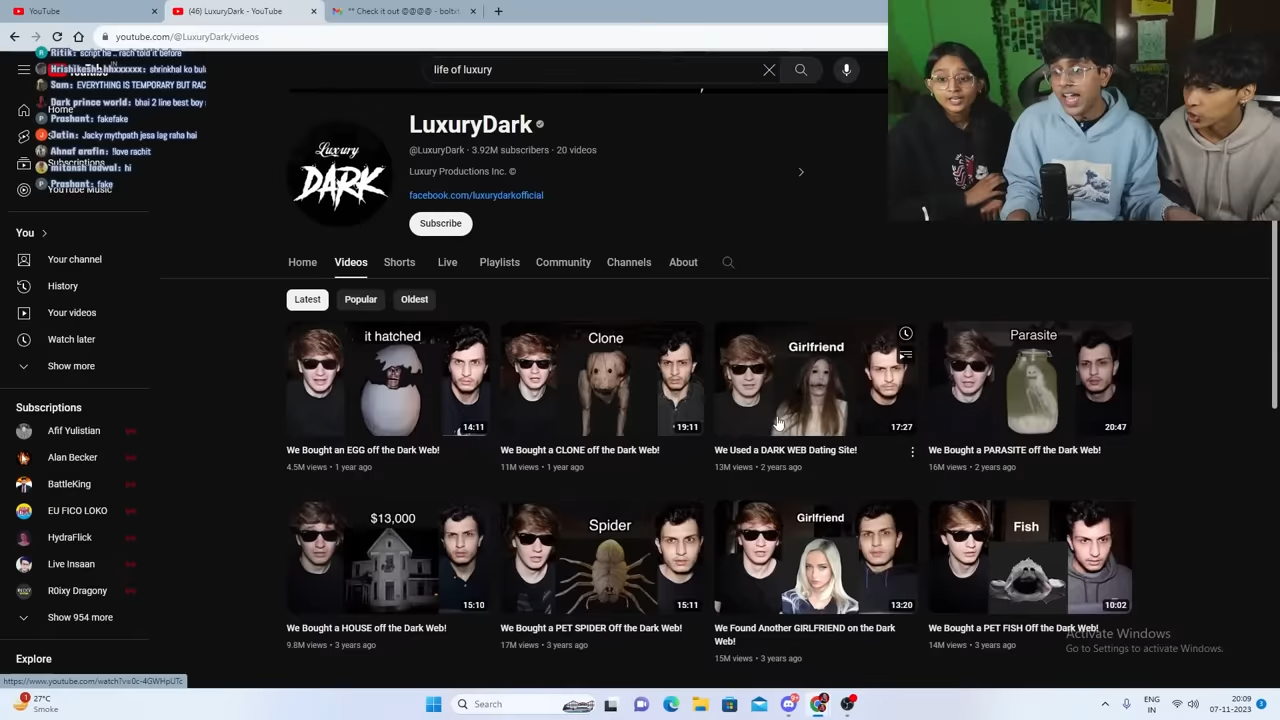 YouTube
(46) LuxuryDark - YouTube
** Check it out @@@@ - boltxt
youtube.com/@LuxuryDark/videos
Ritik: script he .. rach told it before
Hrishikesh.hhxxxxxx: shrinkhal ko bula
Sam: EVERYTHING IS TEMPORARY BUT RAC
Dark prince world: bhai 2 line best boy
Prashant: fakefake
Jatin: Jacky mythpath jesa lag raha hai
Ahnaf arafin: !love rachit
mitansh ladwal: hi
Prashant: fake
IN
life of luxury
Home
Subscriptions
YouTube Music
You
Your channel
History
Your videos
Watch later
Show more
Subscriptions
Afif Yulistian
Alan Becker
BattleKing
EU FICO LOKO
HydraFlick
Live Insaan
R0ixy Dragony
Show 954 more
Explore
Luxury
DARK
LuxuryDark
@LuxuryDark · 3.92M subscribers · 20 videos
Luxury Productions Inc. ©
facebook.com/luxurydarkofficial
Subscribe
Home Videos Shorts Live Playlists Community Channels About
Latest Popular Oldest
it hatched
14:11
Clone
19:11
Girlfriend
17:27
Parasite
20:47
We Bought an EGG off the Dark Web!
4.5M views · 1 year ago
We Bought a CLONE off the Dark Web!
11M views · 1 year ago
We Used a DARK WEB Dating Site!
13M views · 2 years ago
We Bought a PARASITE off the Dark Web!
16M views · 2 years ago
$13,000
15:10
Spider
15:11
Girlfriend
13:20
Fish
10:02
We Bought a HOUSE off the Dark Web!
9.8M views · 3 years ago
We Bought a PET SPIDER Off the Dark Web!
17M views · 3 years ago
We Found Another GIRLFRIEND on the Dark
Web!
15M views · 3 years ago
We Bought a PET FISH Off the Dark Web!
14M views · 3 years ago
Activate Windows
Go to Settings to activate Windows.
27°C
Smoke
Search
ENG
IN
20:09
07-11-2023